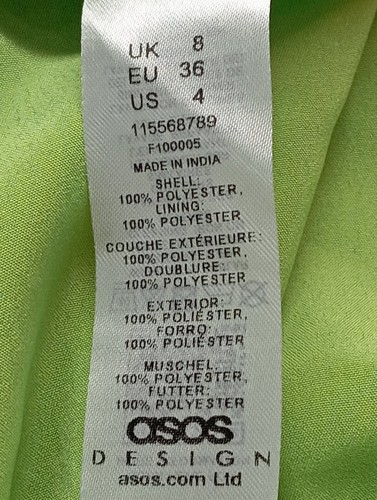 UK 8
EU 36
US 4
115568789
F100005
MADE IN INDIA
SHELL:
100% POLYESTER,
LINING:
100% POLYESTER
COUCHE EXTÉRIEURE:
100% POLYESTER,
DOUBLURE:
100% POLYESTER
EXTERIOR:
100% POLIÉSTER,
FORRO:
100% POLIÉSTER
MUSCHEL:
100% POLYESTER,
FUTTER:
100% POLYESTER
asos
DESIGN
asos.com Ltd